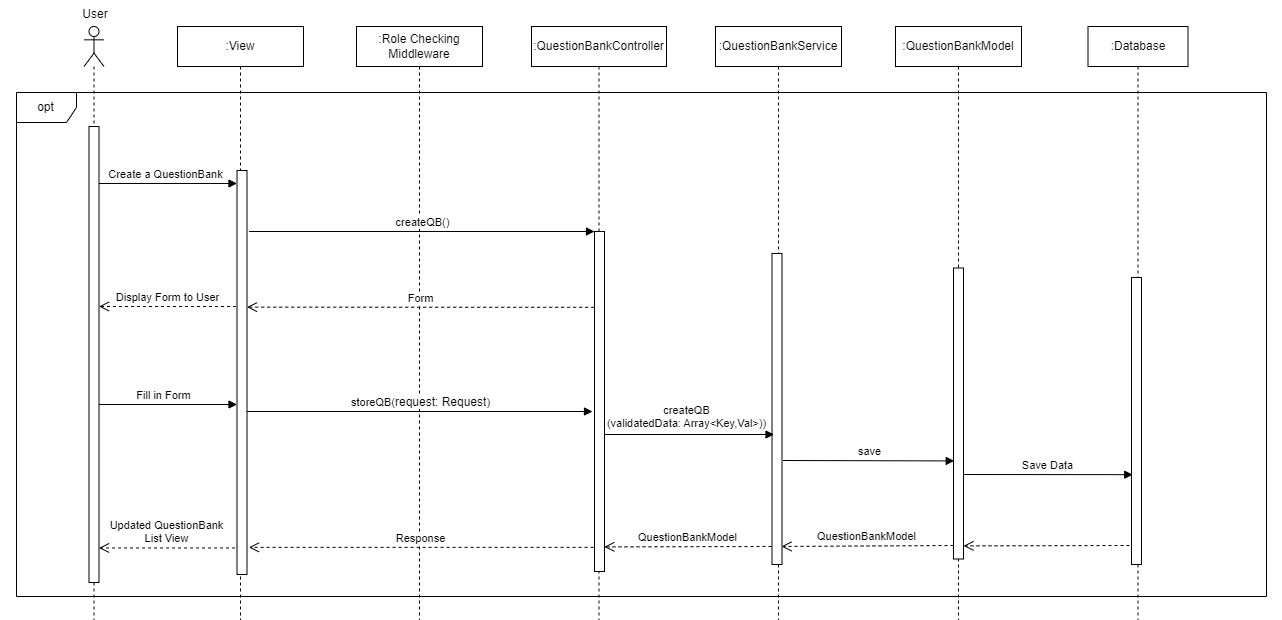 User
:View
:Role Checking
Middleware
:QuestionBankController
:QuestionBankService
:QuestionBankModel
:Database
opt
Create a QuestionBank
createQB()
Display Form to User
Form
Fill in Form
storeQB(request: Request)
createQB
(validatedData: Array<Key,Val>))
save
Save Data
Updated QuestionBank
List View
Response
QuestionBankModel
QuestionBankModel